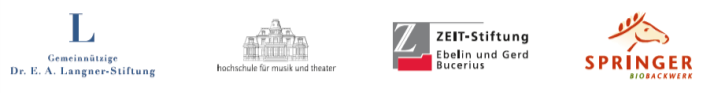 L
Gemeinnützige
Dr. E. A. Langner-Stiftung
hochschule für musik und theater
Z
ZEIT-Stiftung
Ebelin und Gerd
Bucerius
SPRINGER
BIOBACKWERK